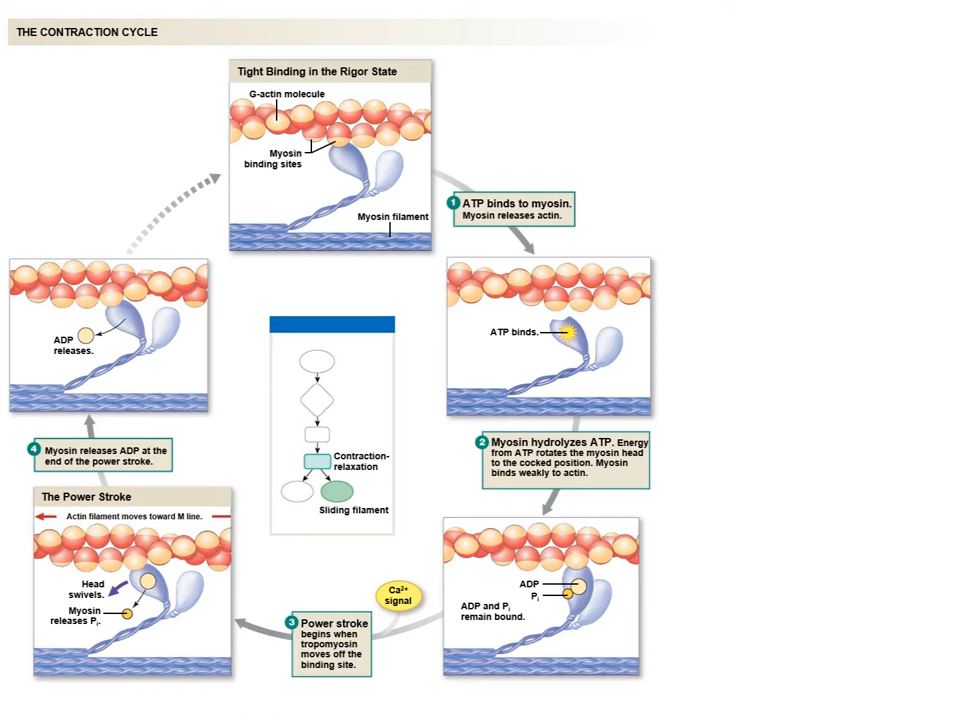 THE CONTRACTION CYCLE
Tight Binding in the Rigor State
G-actin molecule
Myosin
binding sites
Myosin filament
1 ATP binds to myosin.
Myosin releases actin.
ATP binds.
2 Myosin hydrolyzes ATP. Energy
from ATP rotates the myosin head
to the cocked position. Myosin
binds weakly to actin.
ADP
Pi
ADP and Pi
remain bound.
Ca2+
signal
3 Power stroke
begins when
tropomyosin
moves off the
binding site.
The Power Stroke
Actin filament moves toward M line.
Head
swivels.
Myosin
releases Pi.
4 Myosin releases ADP at the
end of the power stroke.
ADP
releases.
Contraction-
relaxation
Sliding filament